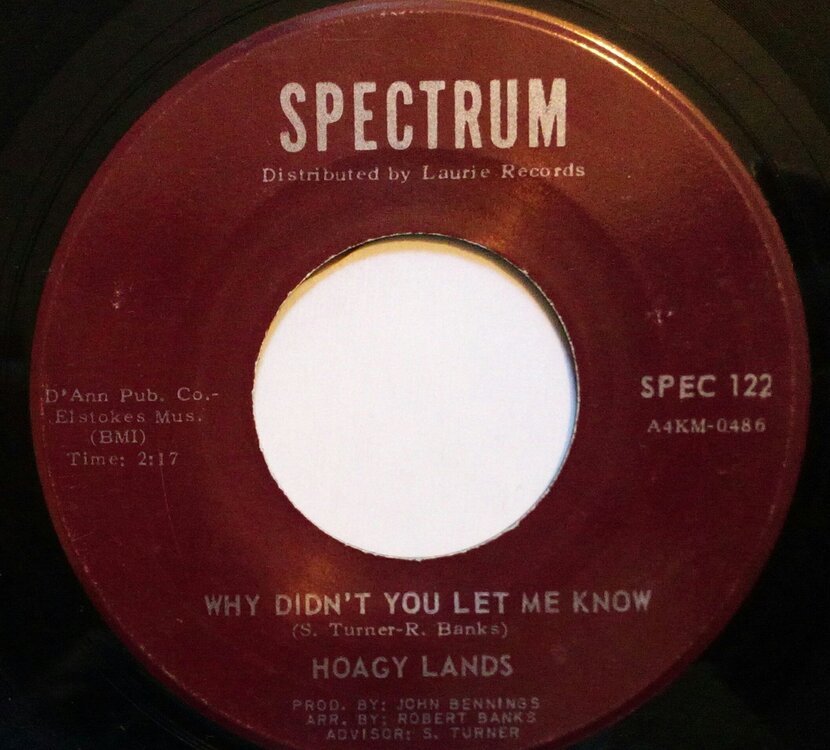 SPECTRUM
Distributed by Laurie Records
D'Ann Pub. Co.-
Elstokes Mus.
(BMI)
Time: 2:17
SPEC 122
A4KM-0486
WHY DIDN'T YOU LET ME KNOW
(S. Turner-R. Banks)
HOAGY LANDS
PROD. BY: JOHN BENNINGS
ARR. BY: ROBERT BANKS
ADVISOR: S. TURNER